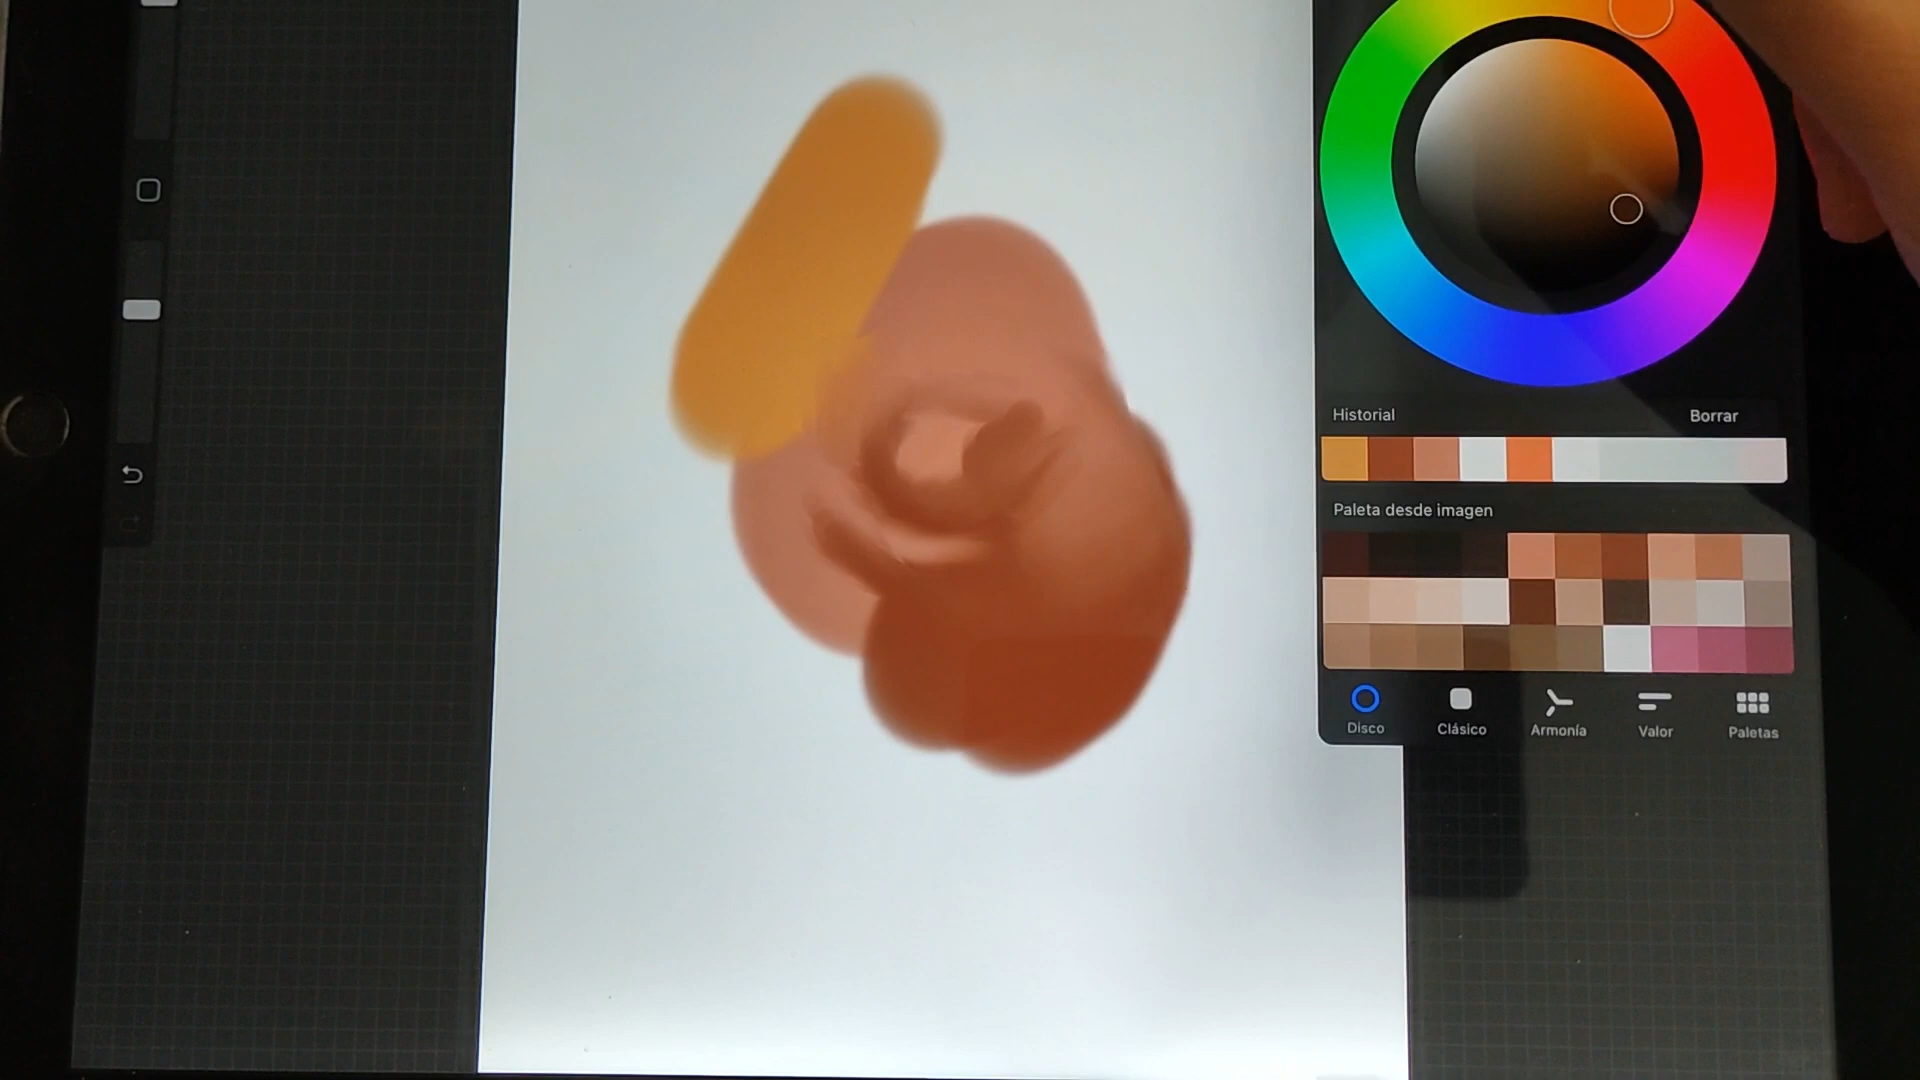 Historial Borrar
Paleta desde imagen
Disco Clásico Armonía Valor Paletas